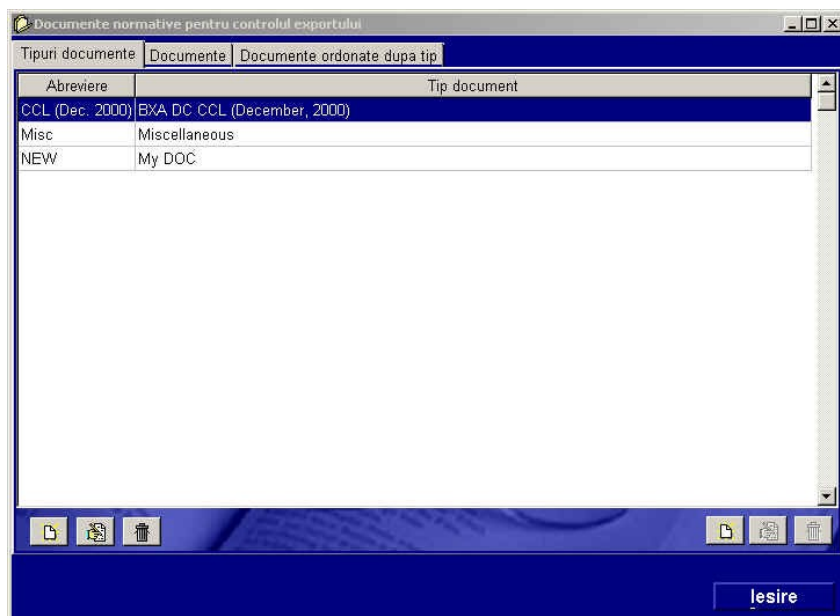 Documente normative pentru controlul exportului
Tipuri documente Documente Documente ordonate dupa tip
Abreviere Tip document
CCL (Dec. 2000) BXA DC CCL (December, 2000)
Misc Miscellaneous
NEW My DOC
Iesire